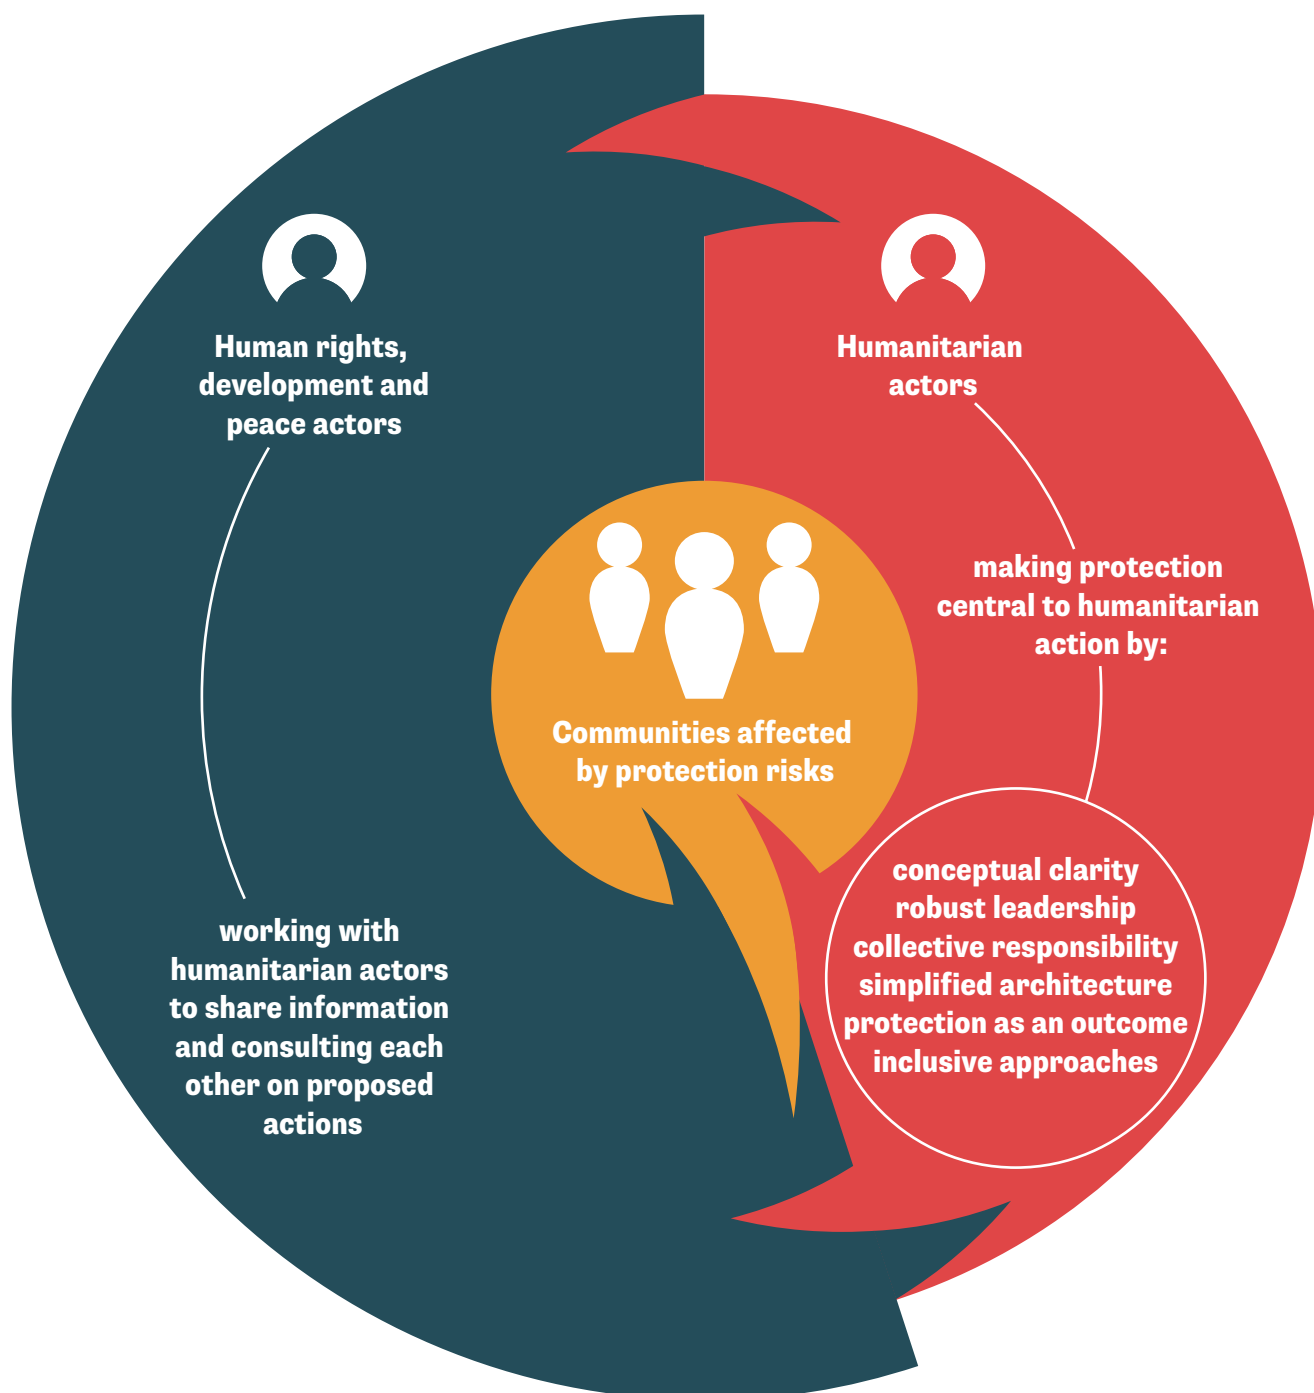 Human rights,
development and
peace actors
working with
humanitarian actors
to share information
and consulting each
other on proposed
actions
Communities affected
by protection risks
Humanitarian
actors
making protection
central to humanitarian
action by:
conceptual clarity
robust leadership
collective responsibility
simplified architecture
protection as an outcome
inclusive approaches